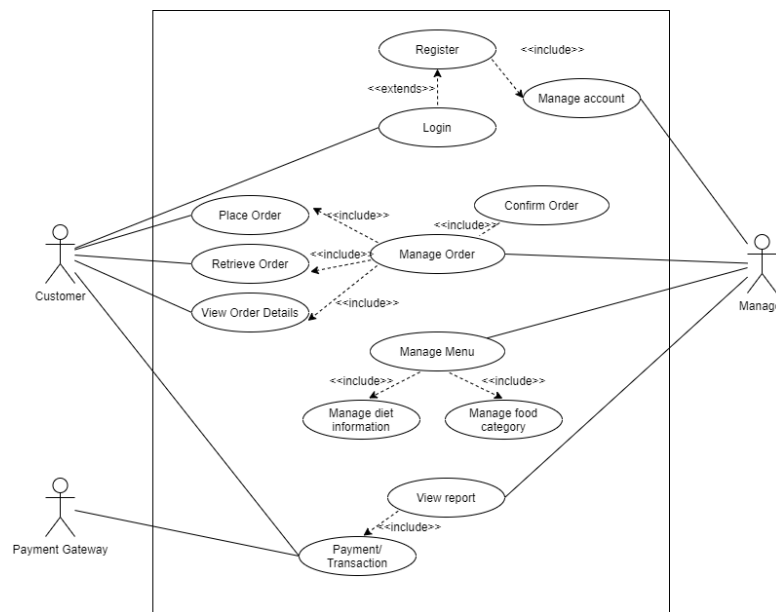 Register
<<include>>
<<extends>>
Manage account
Login
Place Order
<<include>>
Confirm Order
<<include>>
Retrieve Order
<<include>>
Manage Order
Customer
Manage
View Order Details
<<include>>
Manage Menu
<<include>>
<<include>>
Manage diet
information
Manage food
category
View report
<<include>>
Payment Gateway
Payment/
Transaction